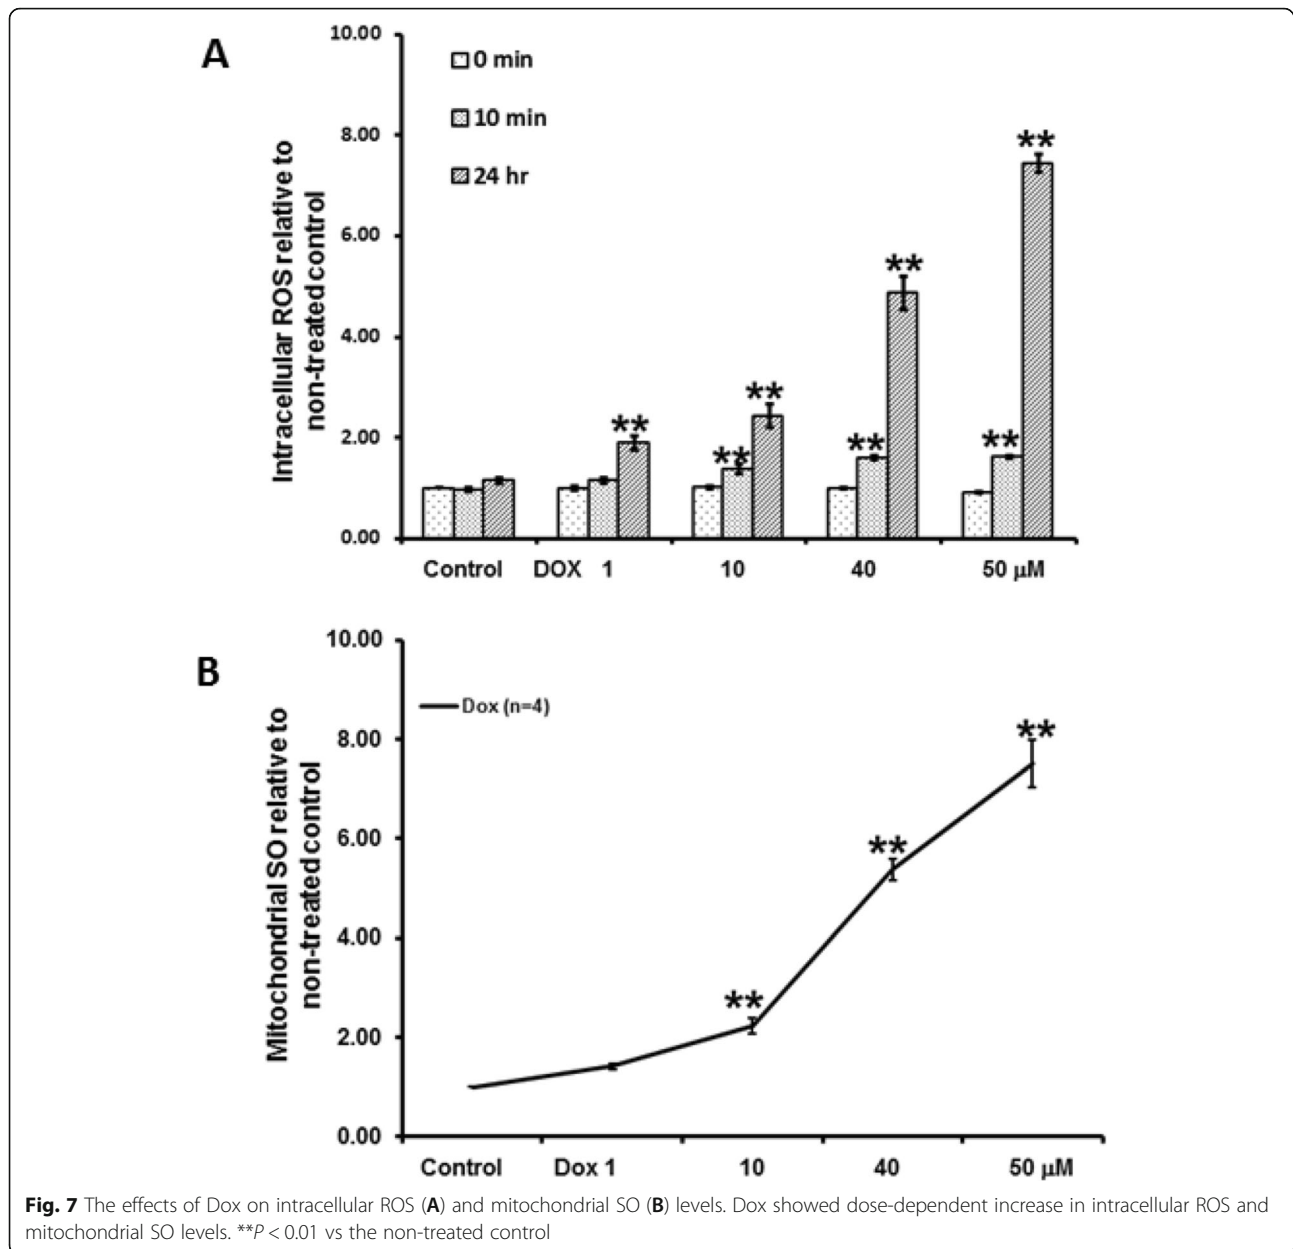 A
10.00
8.00
6.00
4.00
2.00
0.00
Intracellular ROS relative to
non-treated control
0 min
10 min
24 hr
**
**
**
**
**
**
**
Control DOX 1 10 40 50 μM
B
10.00
8.00
6.00
4.00
2.00
0.00
Mitochondrial SO relative to
non-treated control
Dox (n=4)
**
**
**
Control Dox 1 10 40 50 μM
Fig. 7 The effects of Dox on intracellular ROS (A) and mitochondrial SO (B) levels. Dox showed dose-dependent increase in intracellular ROS and
mitochondrial SO levels. **P < 0.01 vs the non-treated control